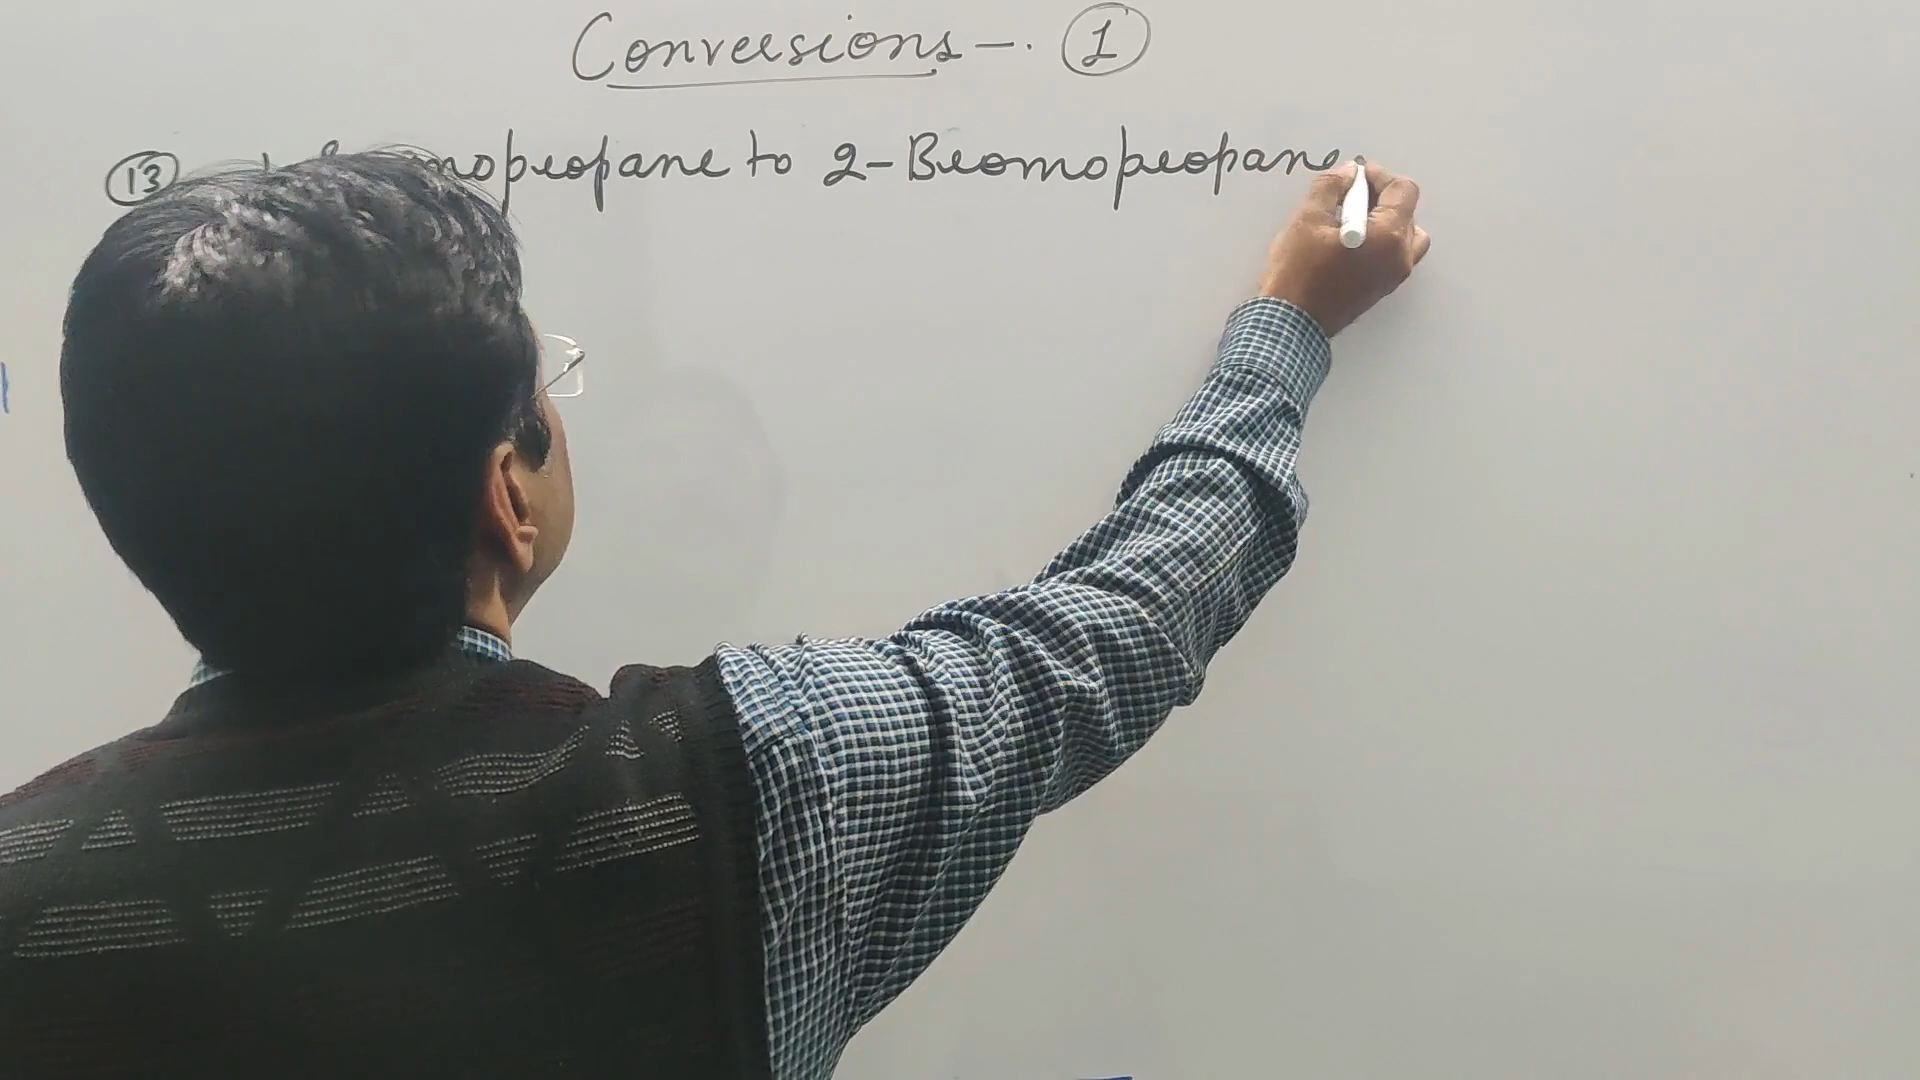 Conversions – . 1
13 mopropane to 2-Bromopropane